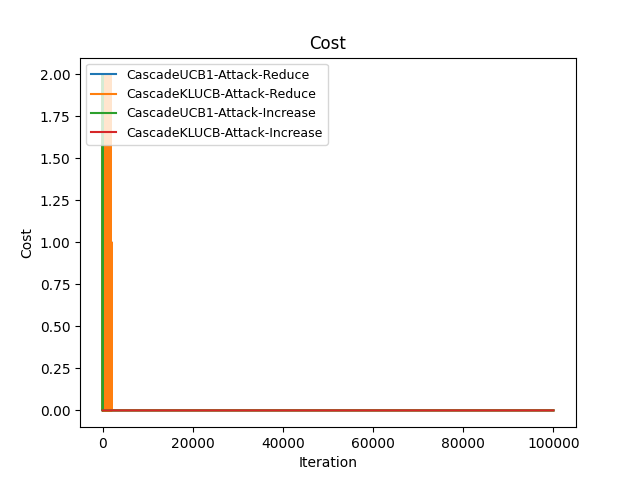 Cost
CascadeUCB1-Attack-Reduce
CascadeKLUCB-Attack-Reduce
CascadeUCB1-Attack-Increase
CascadeKLUCB-Attack-Increase
2.00
1.75
1.50
1.25
1.00
0.75
0.50
0.25
0.00
Cost
0 20000 40000 60000 80000 100000
Iteration